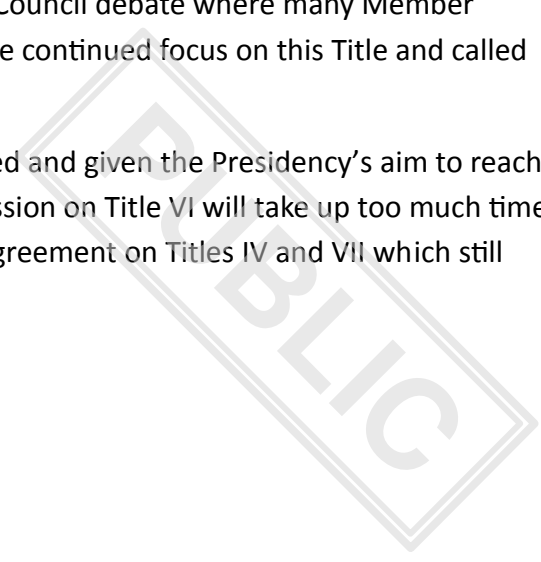 Council debate where many Member
e continued focus on this Title and called
ed and given the Presidency's aim to reach
ssion on Title VI will take up too much time
greement on Titles IV and VII which still
PUBLIC